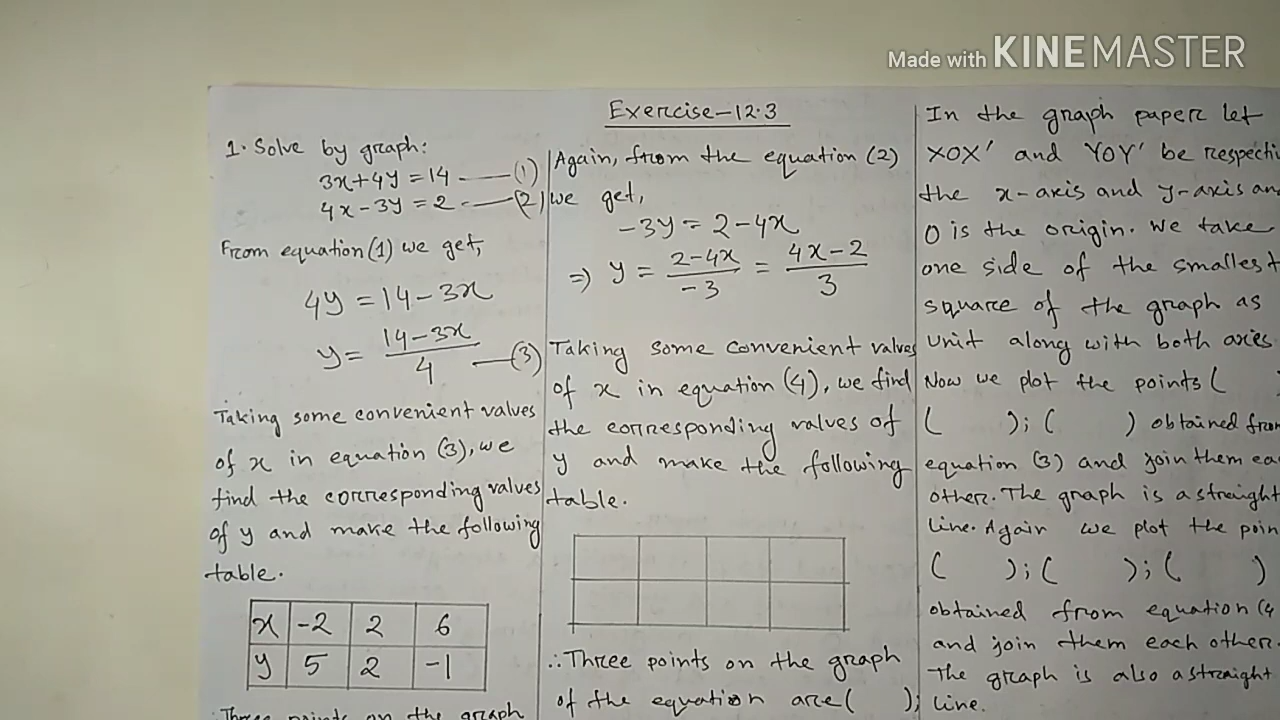 Made with KINEMASTER
Exercise-12.3
1. Solve by graph:
3x+4y = 14 —— (1)
4x-3y = 2 —— (2)
From equation (1) we get,
4y = 14-3x
y = 14-3x / 4 —(3)
Taking some convenient values
of x in equation (3), we
find the corresponding values
of y and make the following
table.
x -2 2 6
y 5 2 -1
Three points on the graph
Again, from the equation (2)
we get,
-3y = 2-4x
=) y = 2-4x / -3 = 4x-2 / 3
Taking some convenient values
of x in equation (4), we find
the corresponding values of
y and make the following
table.
∴ Three points on the graph
of the equation are ( );
In the graph paper let
XOX' and YOY' be respecti
the x-axis and y-axis an
O is the origin. We take
one side of the smallest
square of the graph as
unit along with both axies
Now we plot the points (
( ); ( ) obtained from
equation (3) and join them ea
other. The graph is a straight
line. Again we plot the poin
( ); ( ); ( )
obtained from equation (4
and join them each other.
The graph is also a straight
line.